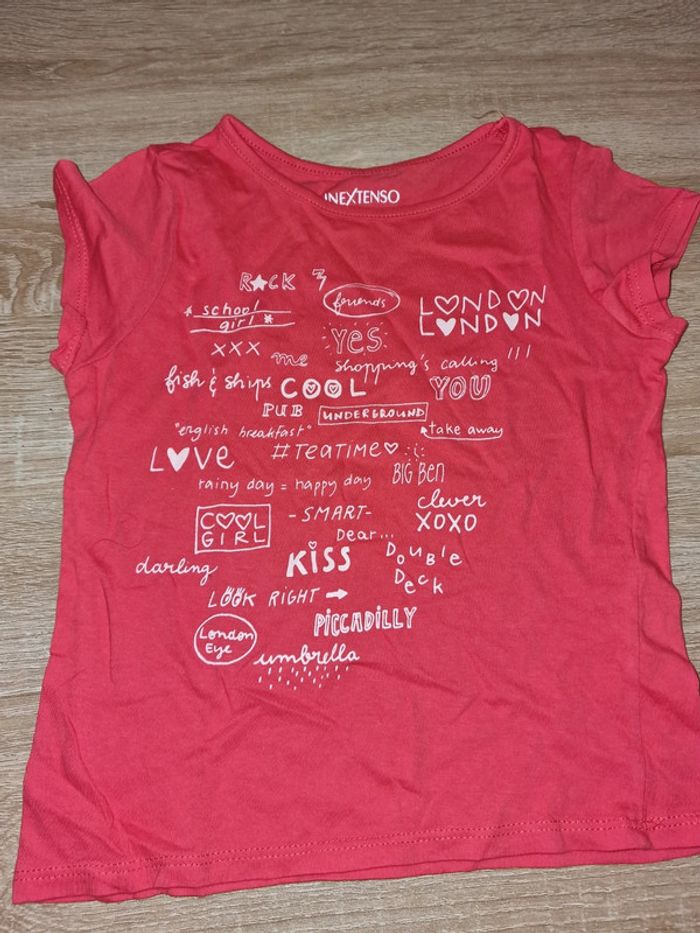 INEXTENSO
ROCK
friends
LONDON
LONDON
* school
girl *
YES
XXX
me
shopping's calling !!!
fish & ships
COOL
YOU
PUB
UNDERGROUND
"english breakfast"
take away
LOVE
#TEATIME
BIG Ben
rainy day = happy day
clever
XOXO
COOL
GIRL
-SMART-
Dear...
KISS
DOUBLE
Deck
darling
LOOK RIGHT →
PICCADILLY
London
Eye
umbrella